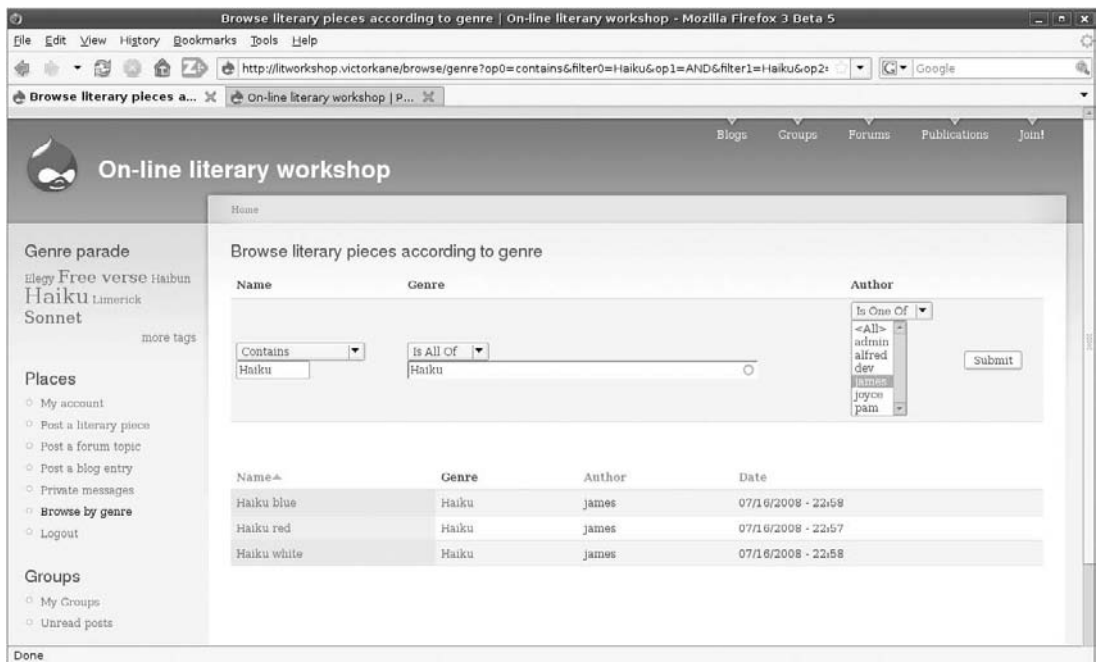 Browse literary pieces according to genre | On-line literary workshop - Mozilla Firefox 3 Beta 5
File Edit View History Bookmarks Tools Help
http://litworkshop.victorkane/browse/genre?op0=contains&filter0=Haiku&op1=AND&filter1=Haiku&op2=
Google
Browse literary pieces a... On-line literary workshop | P...
Blogs Groups Forums Publications Join!
On-line literary workshop
Home
Genre parade
Elegy Free verse Haibun
Haiku Limerick
Sonnet
more tags
Places
My account
Post a literary piece
Post a forum topic
Post a blog entry
Private messages
Browse by genre
Logout
Groups
My Groups
Unread posts
Browse literary pieces according to genre
Name Genre Author
Contains Is All Of Is One Of
Haiku Haiku
<All>
admin
alfred
dev
james
joyce
pam
Submit
Name Genre Author Date
Haiku blue Haiku james 07/16/2008 - 22:58
Haiku red Haiku james 07/16/2008 - 22:57
Haiku white Haiku james 07/16/2008 - 22:58
Done